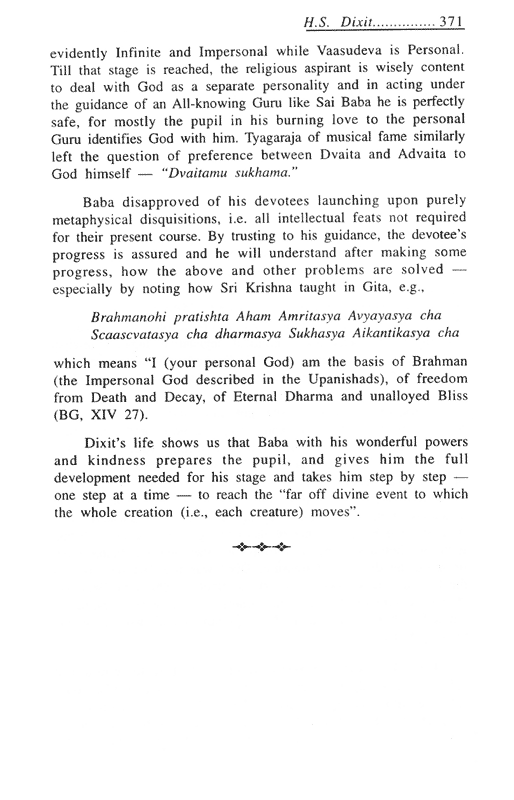 H.S. Dixit............... 371
evidently Infinite and Impersonal while Vaasudeva is Personal.
Till that stage is reached, the religious aspirant is wisely content
to deal with God as a separate personality and in acting under
the guidance of an All-knowing Guru like Sai Baba he is perfectly
safe, for mostly the pupil in his burning love to the personal
Guru identifies God with him. Tyagaraja of musical fame similarly
left the question of preference between Dvaita and Advaita to
God himself — "Dvaitamu sukhama."
Baba disapproved of his devotees launching upon purely
metaphysical disquisitions, i.e. all intellectual feats not required
for their present course. By trusting to his guidance, the devotee's
progress is assured and he will understand after making some
progress, how the above and other problems are solved —
especially by noting how Sri Krishna taught in Gita, e.g.,
Brahmanohi pratishta Aham Amritasya Avyayasya cha
Scaascvatasya cha dharmasya Sukhasya Aikantikasya cha
which means "I (your personal God) am the basis of Brahman
(the Impersonal God described in the Upanishads), of freedom
from Death and Decay, of Eternal Dharma and unalloyed Bliss
(BG, XIV 27).
Dixit's life shows us that Baba with his wonderful powers
and kindness prepares the pupil, and gives him the full
development needed for his stage and takes him step by step —
one step at a time — to reach the "far off divine event to which
the whole creation (i.e., each creature) moves".